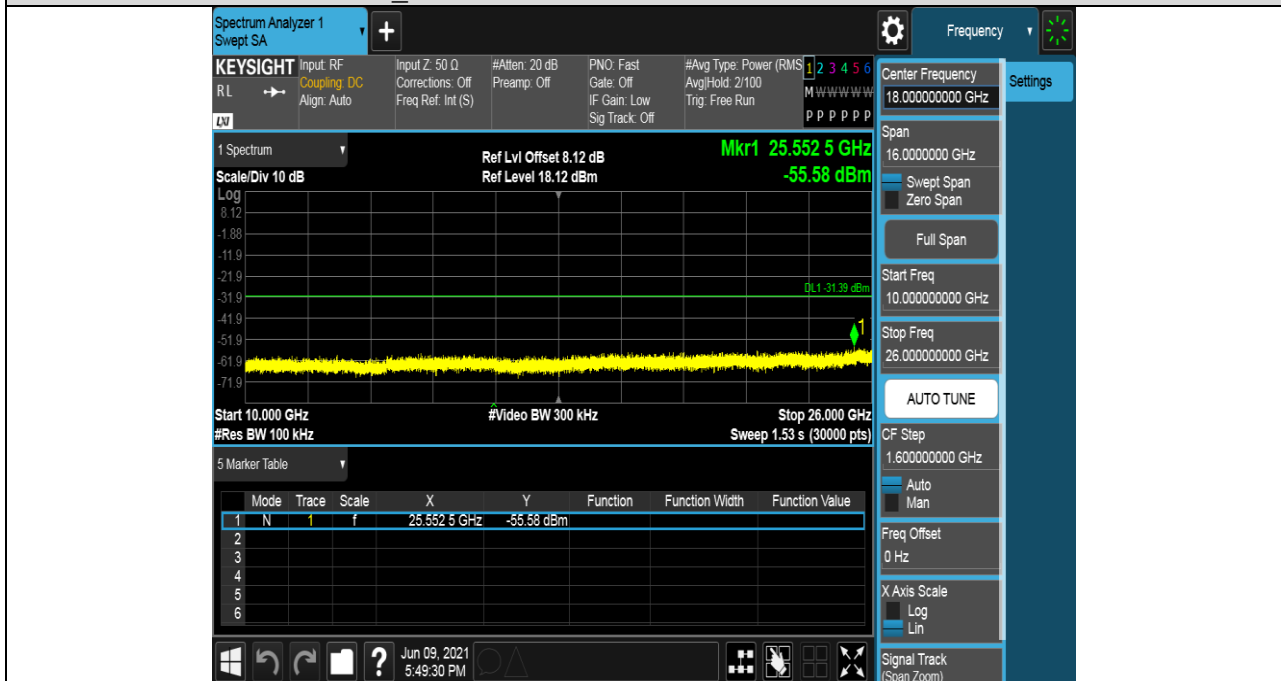 Spectrum Analyzer 1
Swept SA
+
Frequency
KEYSIGHT
RL
LXI
Input: RF
Coupling: DC
Align: Auto
Input Z: 50 Ω
Corrections: Off
Freq Ref: Int (S)
#Atten: 20 dB
Preamp: Off
PNO: Fast
Gate: Off
IF Gain: Low
Sig Track: Off
#Avg Type: Power (RMS
Avg|Hold: 2/100
Trig: Free Run
1 2 3 4 5 6
M W W W W W
P P P P P P
1 Spectrum
Scale/Div 10 dB
Ref Lvl Offset 8.12 dB
Ref Level 18.12 dBm
Mkr1 25.552 5 GHz
-55.58 dBm
Log
8.12
-1.88
-11.9
-21.9
-31.9
-41.9
-51.9
-61.9
-71.9
DL1 -31.39 dBm
1
Start 10.000 GHz
#Video BW 300 kHz
Stop 26.000 GHz
#Res BW 100 kHz
Sweep 1.53 s (30000 pts)
5 Marker Table
Mode Trace Scale X Y Function Function Width Function Value
1 N 1 f 25.552 5 GHz -55.58 dBm
2
3
4
5
6
?
Jun 09, 2021
5:49:30 PM
Center Frequency
18.000000000 GHz
Settings
Span
16.0000000 GHz
Swept Span
Zero Span
Full Span
Start Freq
10.000000000 GHz
Stop Freq
26.000000000 GHz
AUTO TUNE
CF Step
1.600000000 GHz
Auto
Man
Freq Offset
0 Hz
X Axis Scale
Log
Lin
Signal Track
(Span Zoom)